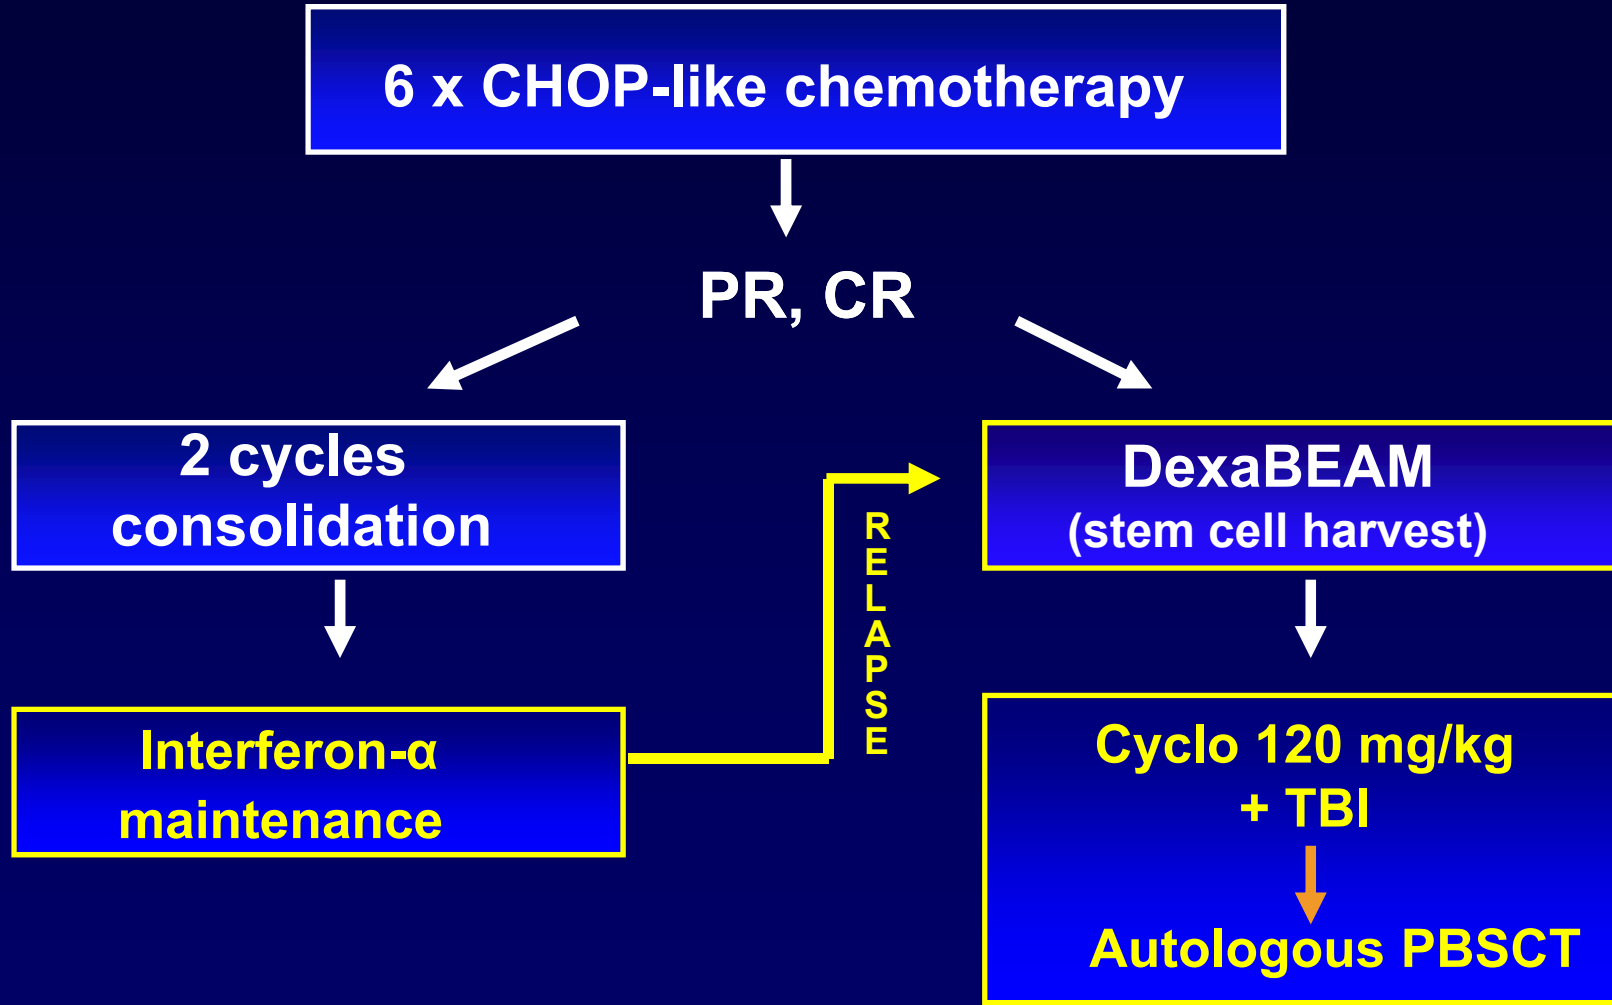 6 x CHOP-like chemotherapy
PR, CR
2 cycles
consolidation
Interferon-α
maintenance
RELAPSE
DexaBEAM
(stem cell harvest)
Cyclo 120 mg/kg
+ TBI
Autologous PBSCT